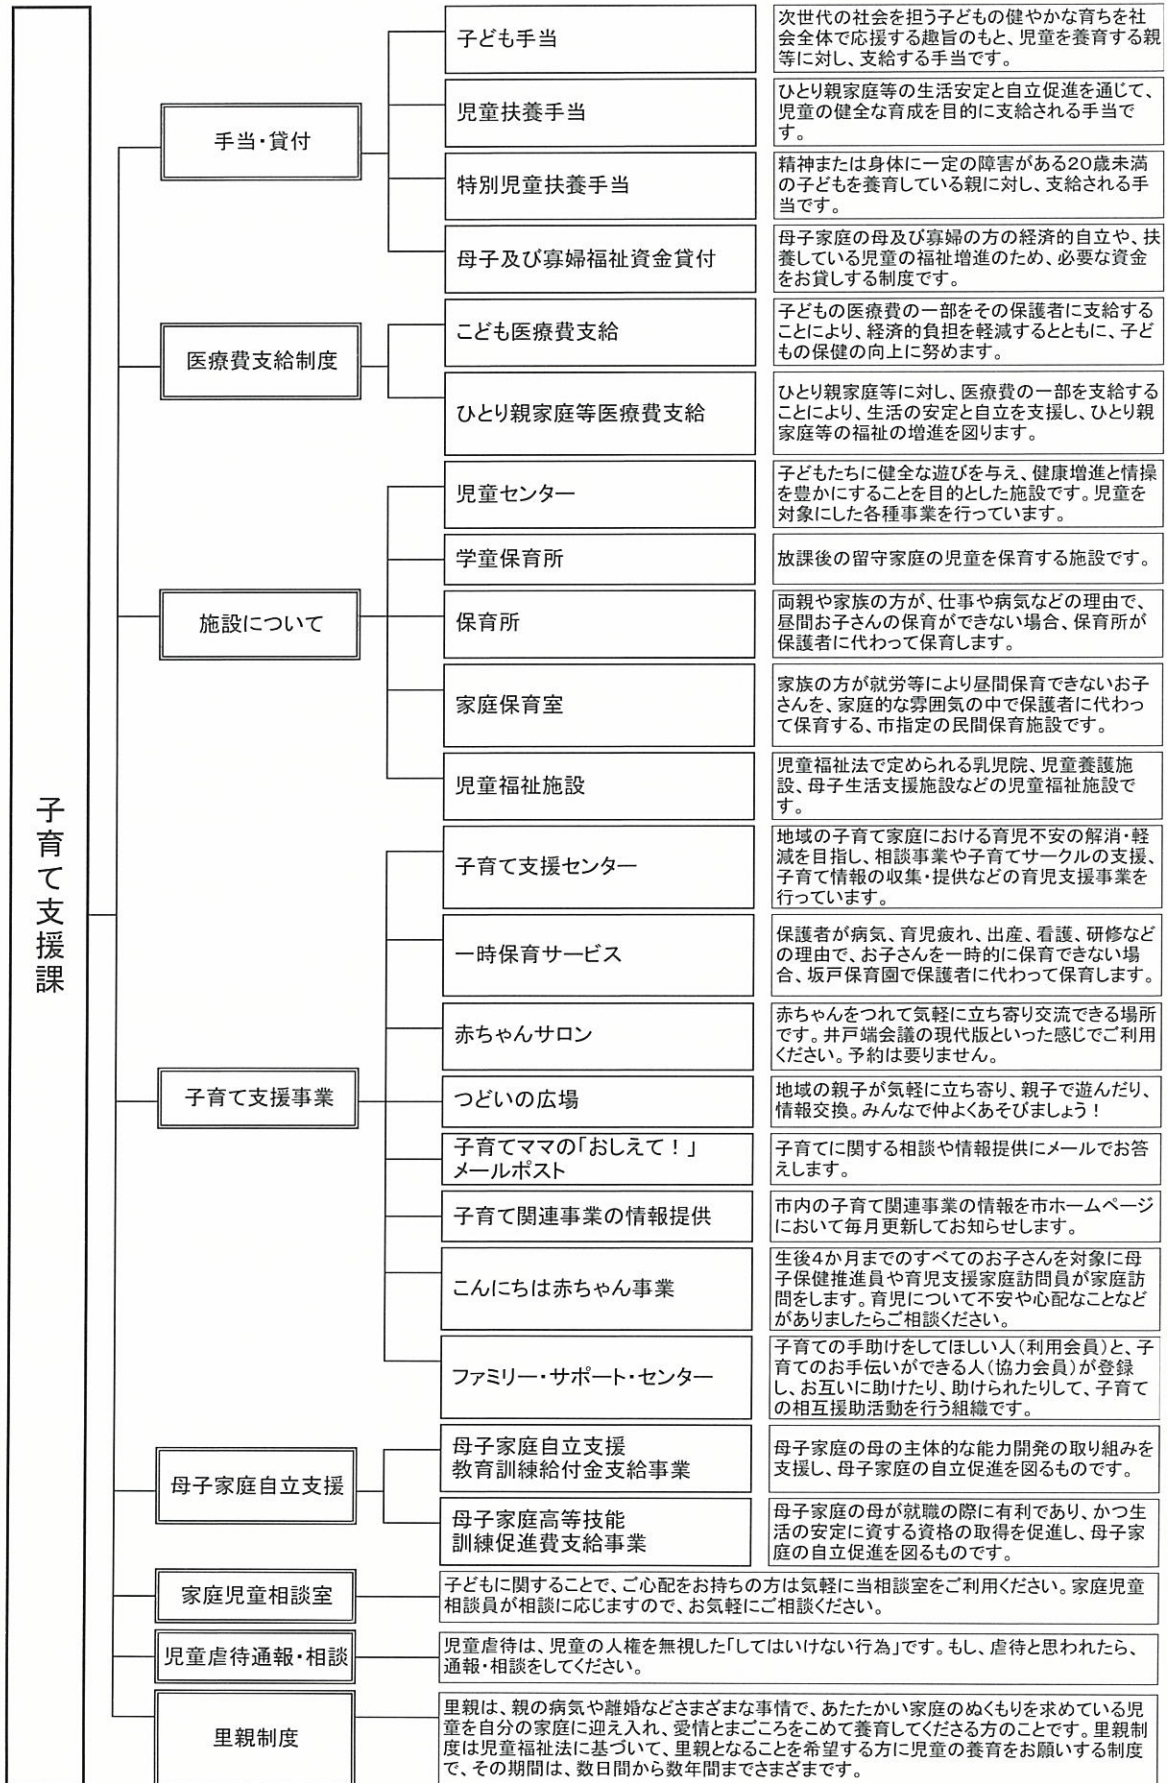 子育て支援課
手当・貸付
子ども手当
次世代の社会を担う子どもの健やかな育ちを社
会全体で応援する趣旨のもと、児童を養育する親
等に対し、支給する手当です。
児童扶養手当
ひとり親家庭等の生活安定と自立促進を通じて、
児童の健全な育成を目的に支給される手当で
す。
特別児童扶養手当
精神または身体に一定の障害がある20歳未満
の子どもを養育している親に対し、支給される手
当です。
母子及び寡婦福祉資金貸付
母子家庭の母及び寡婦の方の経済的自立や、扶
養している児童の福祉増進のため、必要な資金
をお貸しする制度です。
医療費支給制度
こども医療費支給
子どもの医療費の一部をその保護者に支給する
ことにより、経済的負担を軽減するとともに、子ど
もの保健の向上に努めます。
ひとり親家庭等医療費支給
ひとり親家庭等に対し、医療費の一部を支給する
ことにより、生活の安定と自立を支援し、ひとり親
家庭等の福祉の増進を図ります。
施設について
児童センター
子どもたちに健全な遊びを与え、健康増進と情操
を豊かにすることを目的とした施設です。児童を
対象にした各種事業を行っています。
学童保育所
放課後の留守家庭の児童を保育する施設です。
保育所
両親や家族の方が、仕事や病気などの理由で、
昼間お子さんの保育ができない場合、保育所が
保護者に代わって保育します。
家庭保育室
家族の方が就労等により昼間保育できないお子
さんを、家庭的な雰囲気の中で保護者に代わっ
て保育する、市指定の民間保育施設です。
児童福祉施設
児童福祉法で定められる乳児院、児童養護施
設、母子生活支援施設などの児童福祉施設で
す。
子育て支援事業
子育て支援センター
地域の子育て家庭における育児不安の解消・軽
減を目指し、相談事業や子育てサークルの支援、
子育て情報の収集・提供などの育児支援事業を
行っています。
一時保育サービス
保護者が病気、育児疲れ、出産、看護、研修など
の理由で、お子さんを一時的に保育できない場
合、坂戸保育園で保護者に代わって保育します。
赤ちゃんサロン
赤ちゃんをつれて気軽に立ち寄り交流できる場所
です。井戸端会議の現代版といった感じでご利用
ください。予約は要りません。
つどいの広場
地域の親子が気軽に立ち寄り、親子で遊んだり、
情報交換。みんなで仲よくあそびましょう！
子育てママの「おしえて！」
メールポスト
子育てに関する相談や情報提供にメールでお答
えします。
子育て関連事業の情報提供
市内の子育て関連事業の情報を市ホームページ
において毎月更新してお知らせします。
こんにちは赤ちゃん事業
生後4か月までのすべてのお子さんを対象に母
子保健推進員や育児支援家庭訪問員が家庭訪
問をします。育児について不安や心配なことなど
がありましたらご相談ください。
ファミリー・サポート・センター
子育ての手助けをしてほしい人（利用会員）と、子
育てのお手伝いができる人（協力会員）が登録
し、お互いに助けたり、助けられたりして、子育て
の相互援助活動を行う組織です。
母子家庭自立支援
母子家庭自立支援
教育訓練給付金支給事業
母子家庭の母の主体的な能力開発の取り組みを
支援し、母子家庭の自立促進を図るものです。
母子家庭高等技能
訓練促進費支給事業
母子家庭の母が就職の際に有利であり、かつ生
活の安定に資する資格の取得を促進し、母子家
庭の自立促進を図るものです。
家庭児童相談室
子どもに関することで、ご心配をお持ちの方は気軽に当相談室をご利用ください。家庭児童
相談員が相談に応じますので、お気軽にご相談ください。
児童虐待通報・相談
児童虐待は、児童の人権を無視した「してはいけない行為」です。もし、虐待と思われたら、
通報・相談をしてください。
里親制度
里親は、親の病気や離婚などさまざまな事情で、あたたかい家庭のぬくもりを求めている児
童を自分の家庭に迎え入れ、愛情とまごころをこめて養育してくださる方のことです。里親制
度は児童福祉法に基づいて、里親となることを希望する方に児童の養育をお願いする制度
で、その期間は、数日間から数年間までさまざまです。